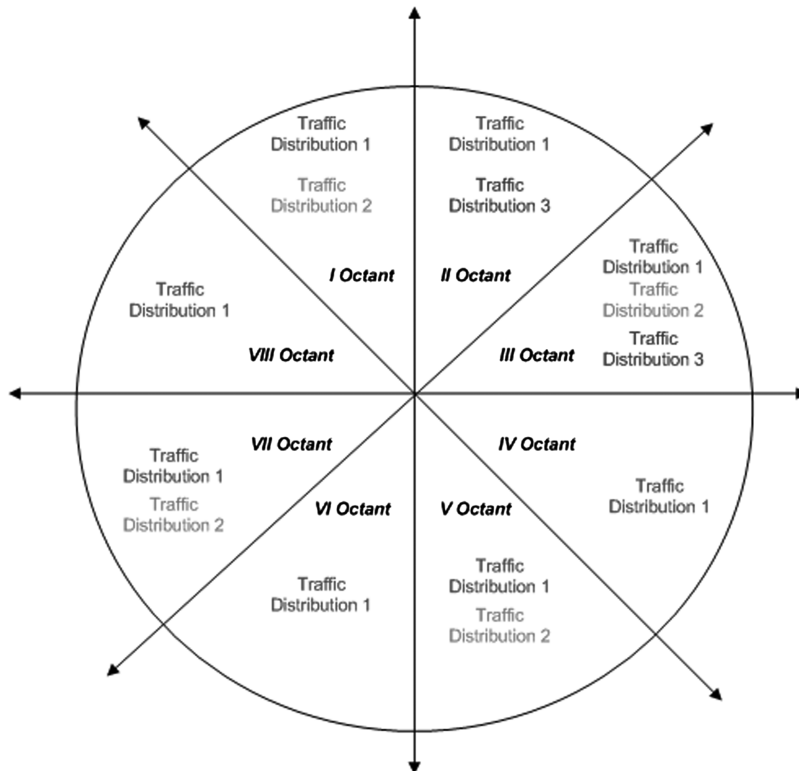 Traffic
Distribution 1
Traffic
Distribution 2
I Octant
Traffic
Distribution 1
Traffic
Distribution 3
II Octant
Traffic
Distribution 1
Traffic
Distribution 2
Traffic
Distribution 3
III Octant
IV Octant
Traffic
Distribution 1
V Octant
Traffic
Distribution 1
Traffic
Distribution 2
VI Octant
Traffic
Distribution 1
VII Octant
Traffic
Distribution 1
Traffic
Distribution 2
Traffic
Distribution 1
VIII Octant